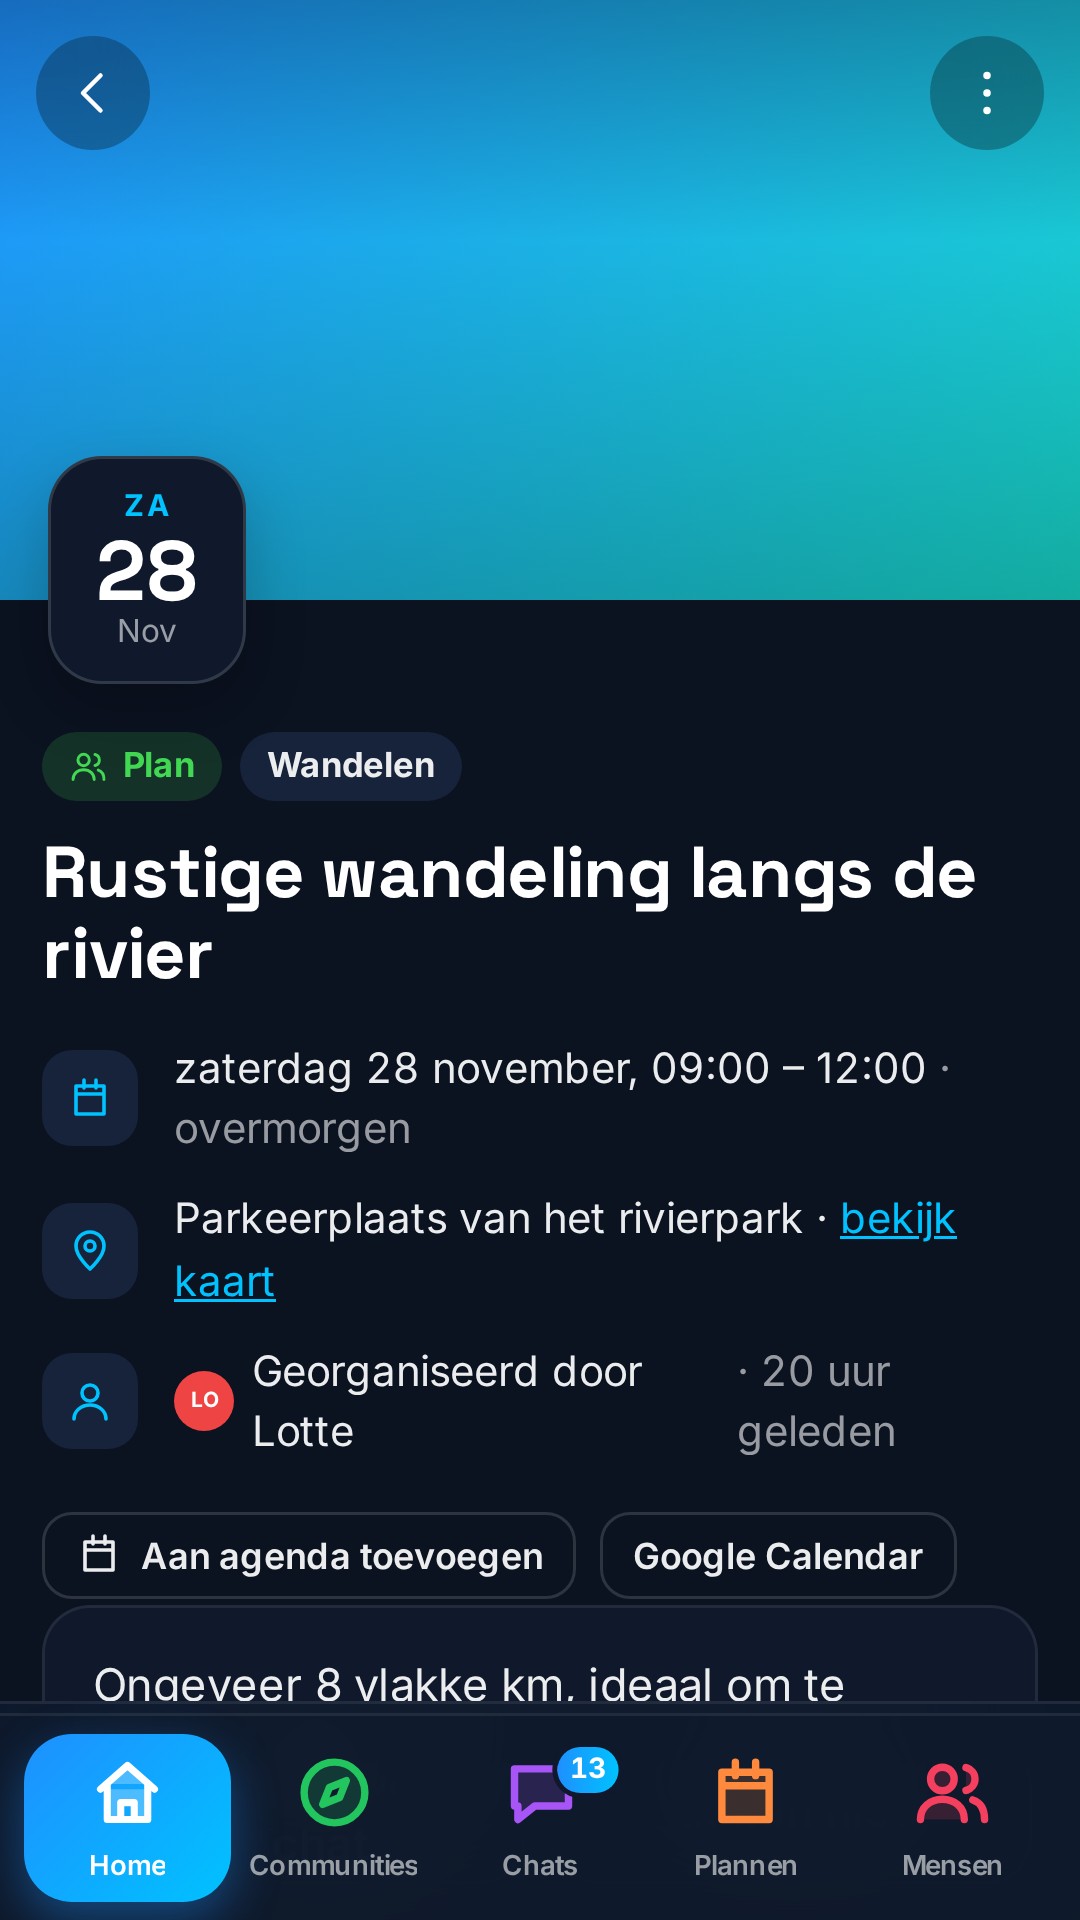 ZA
28
Nov
Plan
Wandelen
Rustige wandeling langs de
rivier
zaterdag 28 november, 09:00 – 12:00 ·
overmorgen
Parkeerplaats van het rivierpark · bekijk
kaart
LO
Georganiseerd door
Lotte
· 20 uur
geleden
Aan agenda toevoegen
Google Calendar
Ongeveer 8 vlakke km, ideaal om te
13
Home
Communities
Chats
Plannen
Mensen